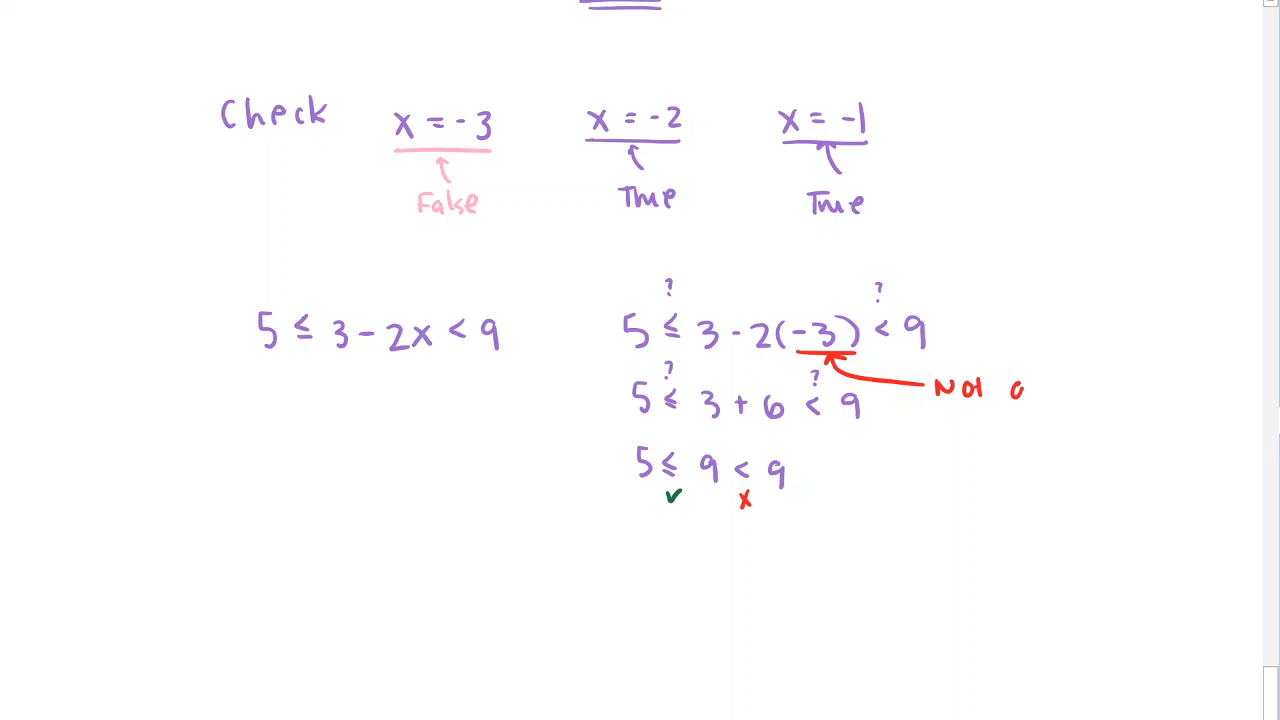 Check x = -3 x = -2 x = -1
False True True
? ?
5 ≤ 3 - 2x < 9 5 ≤ 3 - 2(-3) < 9
? ?
5 ≤ 3 + 6 < 9 Not a
5 ≤ 9 < 9
✓ x